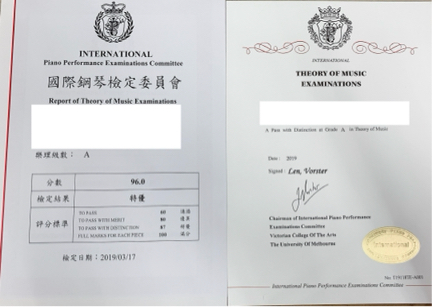 INTERNATIONAL
Piano Performance Examinations Committee
國際鋼琴檢定委員會
Report of Theory of Music Examinations
樂理級數： A
分數 96.0
檢定結果 特優
評分標準
TO PASS 60 通過
TO PASS WITH MERIT 80 優等
TO PASS WITH DISTINCTION 87 特優
FULL MARKS FOR EACH PIECE 100 滿分
檢定日期：2019/03/17
INTERNATIONAL
THEORY OF MUSIC
EXAMINATIONS
A Pass with Distinction at Grade A in Theory of Music
Date : 2019
Signed : Len, Vorster
Chairman of International Piano Performance
Examinations Committee
Victorian College Of The Arts
The University Of Melbourne
International
International Piano Performance Examinations Committee